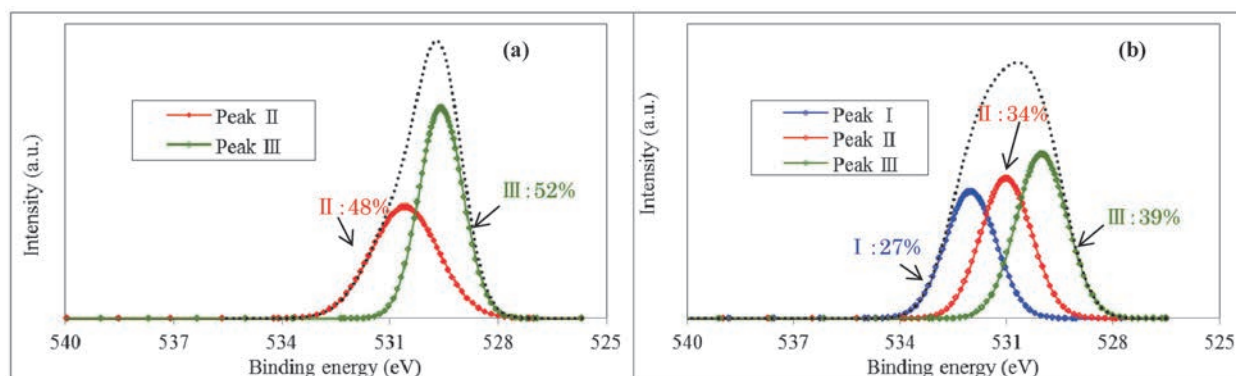 (a)
Peak II
Peak III
II : 48%
III : 52%
Intensity (a.u.)
540 537 534 531 528 525
Binding energy (eV)
(b)
Peak I
Peak II
Peak III
II : 34%
I : 27%
III : 39%
Intensity (a.u.)
540 537 534 531 528 525
Binding energy (eV)